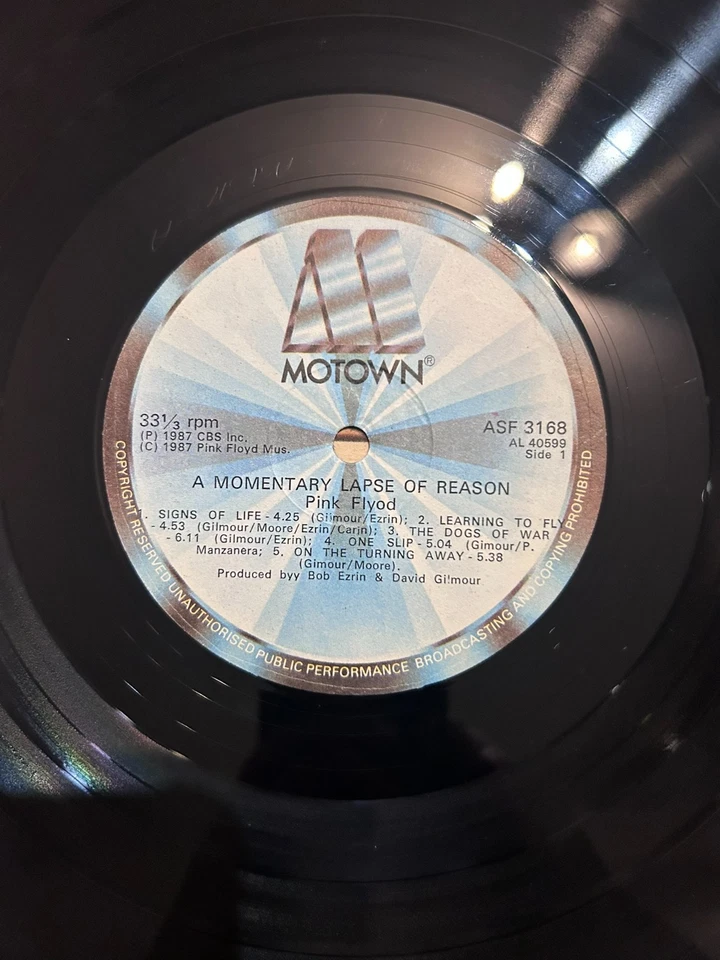 MOTOWN®
33⅓ rpm
(P) 1987 CBS Inc.
(C) 1987 Pink Floyd Mus.
ASF 3168
AL 40599
Side 1
A MOMENTARY LAPSE OF REASON
Pink Flyod
1. SIGNS OF LIFE - 4.25 (Gilmour/Ezrin); 2. LEARNING TO FLY
- 4.53 (Gilmour/Moore/Ezrin/Carin); 3. THE DOGS OF WAR
- 6.11 (Gilmour/Ezrin); 4. ONE SLIP - 5.04 (Gimour/P.
Manzanera; 5. ON THE TURNING AWAY - 5.38
(Gimour/Moore).
Produced byy Bob Ezrin & David Gilmour
COPYRIGHT RESERVED UNAUTHORISED PUBLIC PERFORMANCE BROADCASTING AND COPYING PROHIBITED